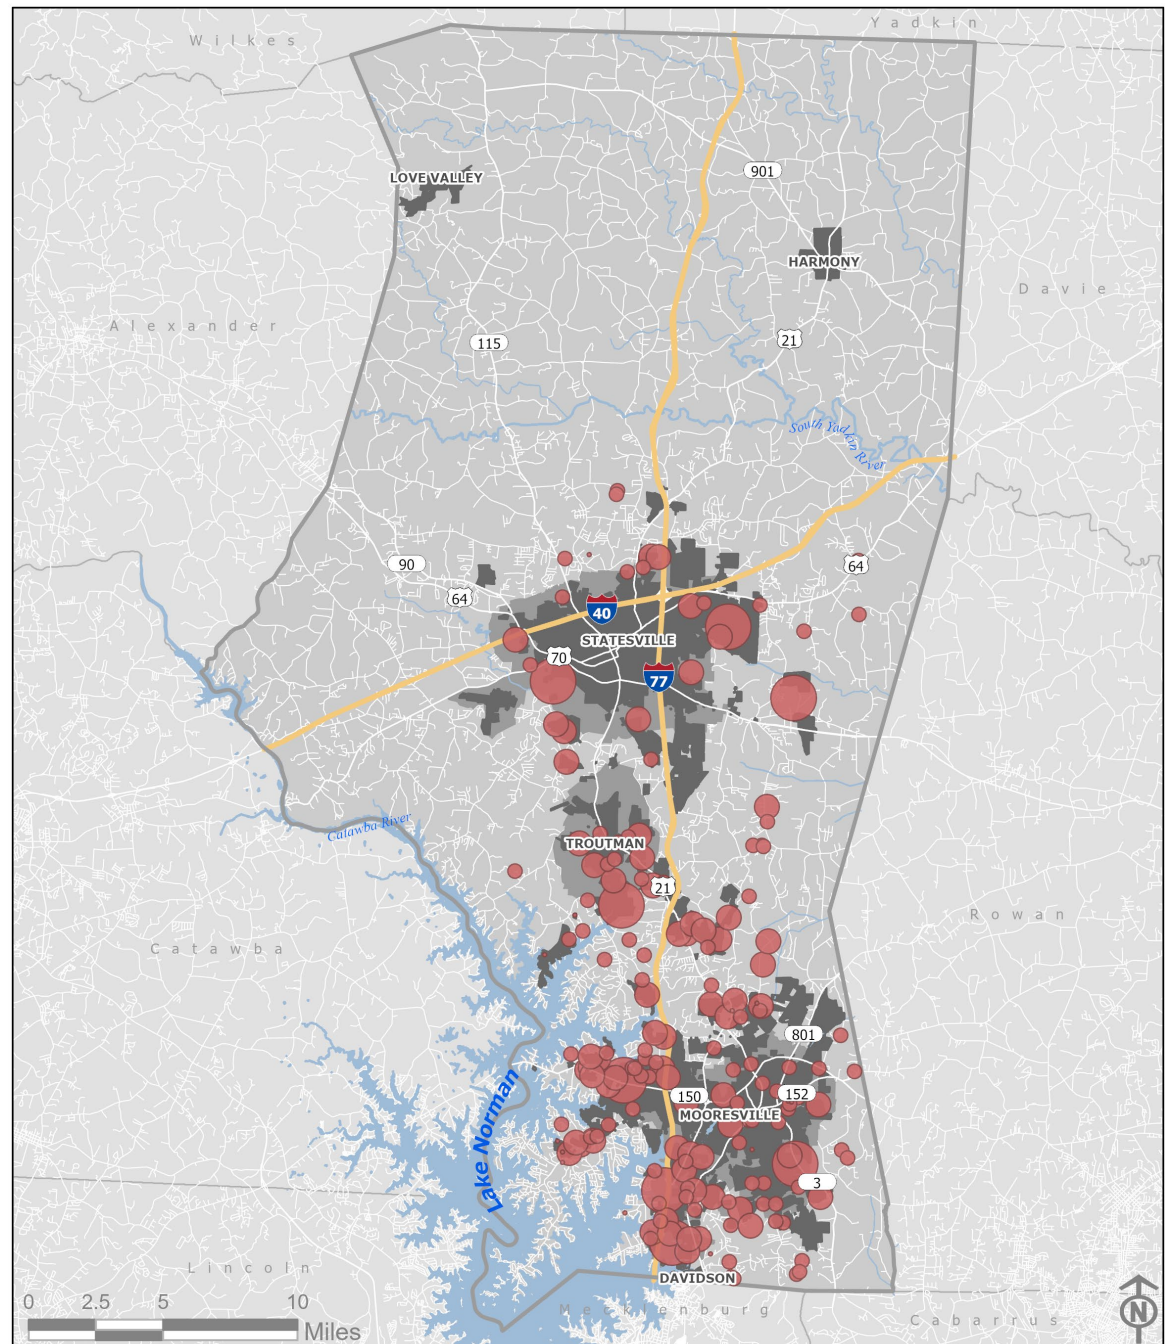 Yadkin
Wilkes
901
LOVE VALLEY
HARMONY
Davie
Alexander
21
115
South Yadkin
River
90
64
64
40
STATESVILLE
70
77
Catawba River
TROUTMAN
21
Rowan
Catawba
801
150
152
MOORESVILLE
Lake Norman
3
Lincoln
DAVIDSON
Mecklenburg
Cabarrus
0 2.5 5 10
Miles
N